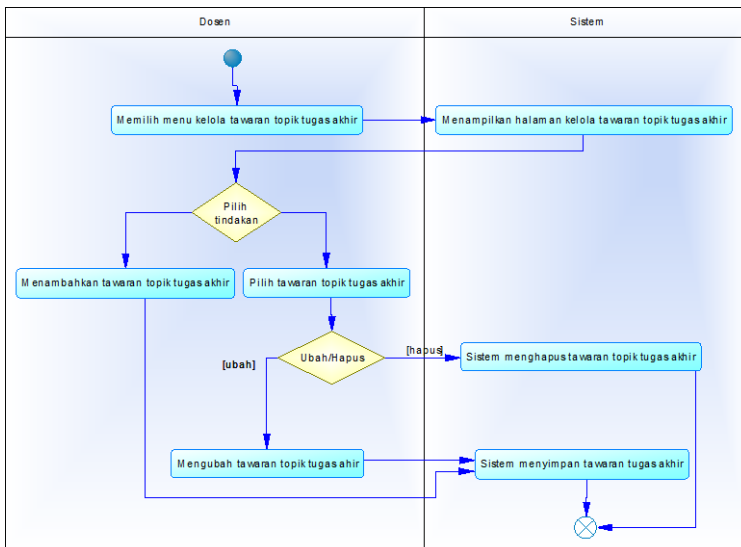 Dosen
Sistem
Memilih menu kelola tawaran topik tugas akhir
Menampilkan halaman kelola tawaran topik tugas akhir
Pilih
tindakan
Menambahkan tawaran topik tugas akhir
Pilih tawaran topik tugas akhir
Ubah/Hapus
[hapus]
Sistem menghapus tawaran topik tugas akhir
[ubah]
Mengubah tawaran topik tugas ahir
Sistem menyimpan tawaran tugas akhir